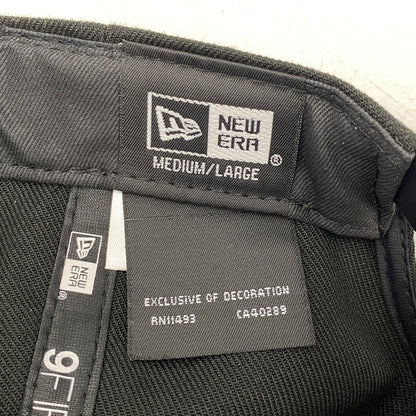 NEW
ERA
®
MEDIUM/LARGE
EXCLUSIVE OF DECORATION
RN11493 CA40289
NEW
ERA
®